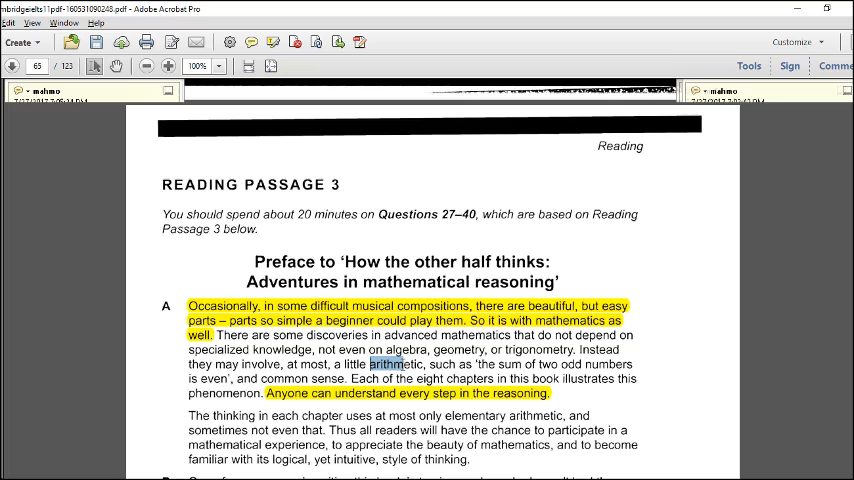 mbridgeielts11pdf-160531090248.pdf - Adobe Acrobat Pro
Edit View Window Help
Create Customize
65 / 123 100% Tools Sign Comme
mahmo mahmo
READING PASSAGE 3
Reading
You should spend about 20 minutes on Questions 27–40, which are based on Reading
Passage 3 below.
Preface to ‘How the other half thinks:
Adventures in mathematical reasoning’
A Occasionally, in some difficult musical compositions, there are beautiful, but easy
parts – parts so simple a beginner could play them. So it is with mathematics as
well. There are some discoveries in advanced mathematics that do not depend on
specialized knowledge, not even on algebra, geometry, or trigonometry. Instead
they may involve, at most, a little arithmetic, such as ‘the sum of two odd numbers
is even’, and common sense. Each of the eight chapters in this book illustrates this
phenomenon. Anyone can understand every step in the reasoning.
The thinking in each chapter uses at most only elementary arithmetic, and
sometimes not even that. Thus all readers will have the chance to participate in a
mathematical experience, to appreciate the beauty of mathematics, and to become
familiar with its logical, yet intuitive, style of thinking.